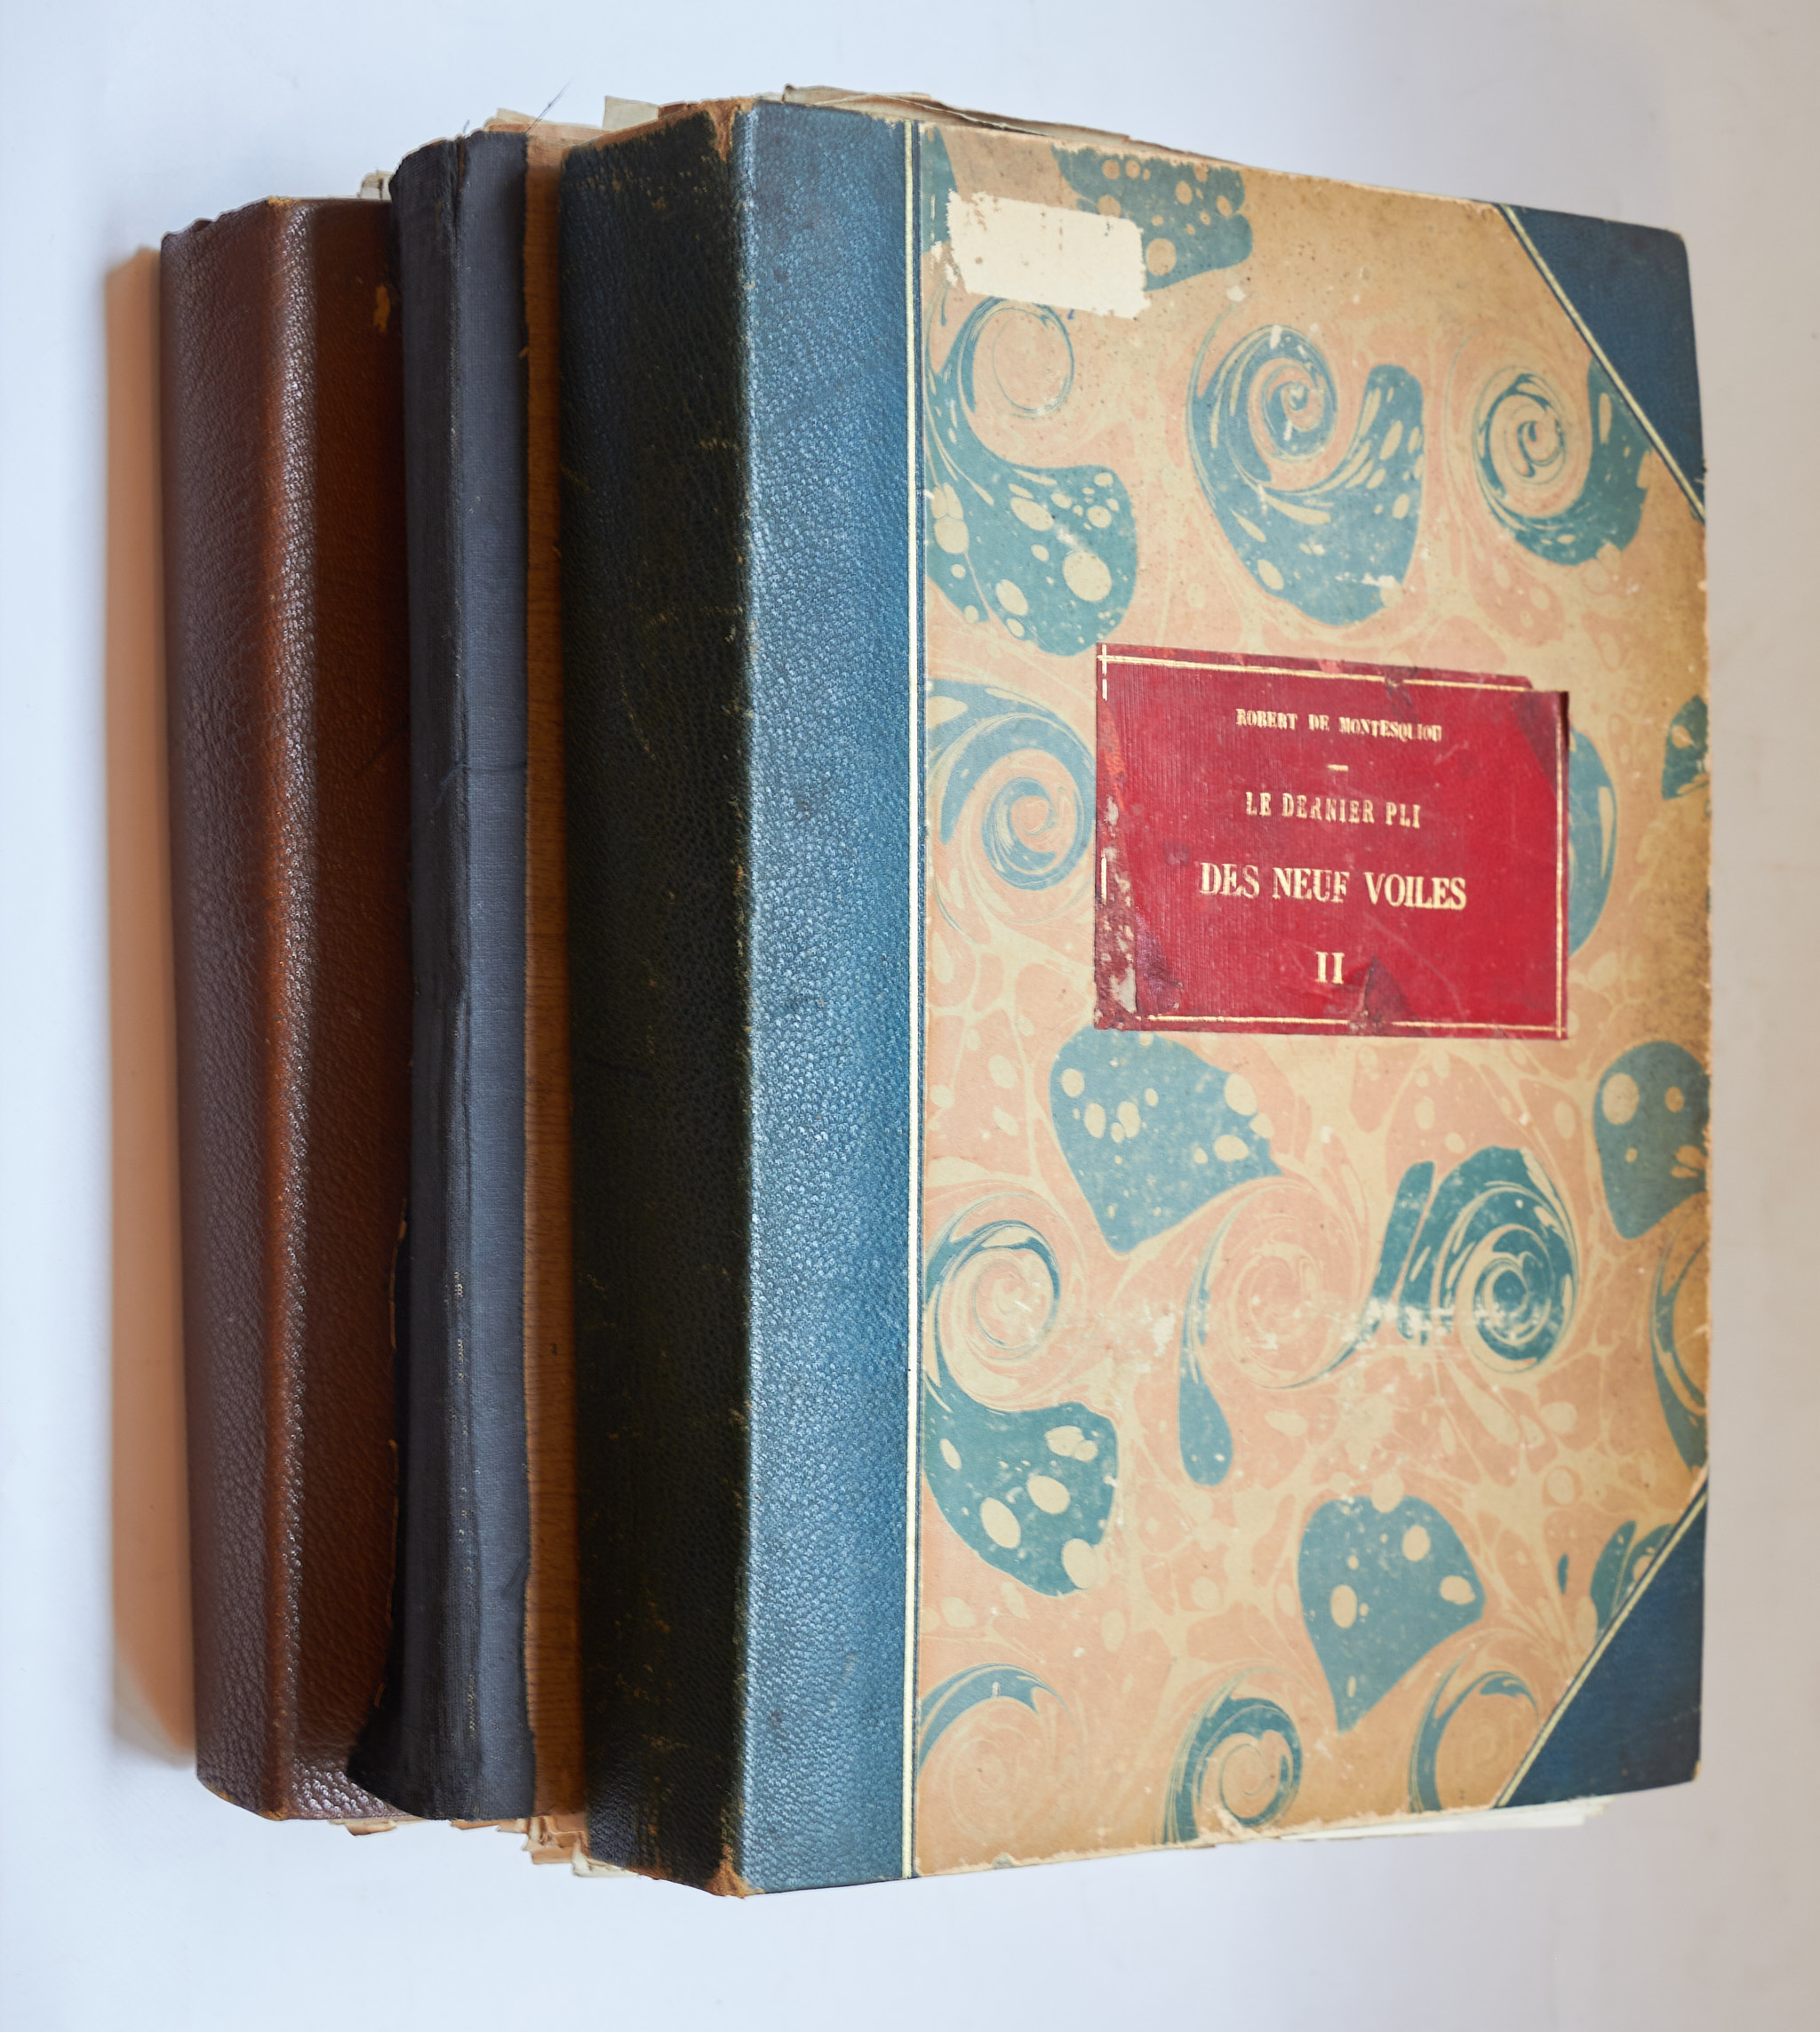 ROBERT DE MONTESQUIOU
LE DERNIER PLI
DES NEUF VOILES
II